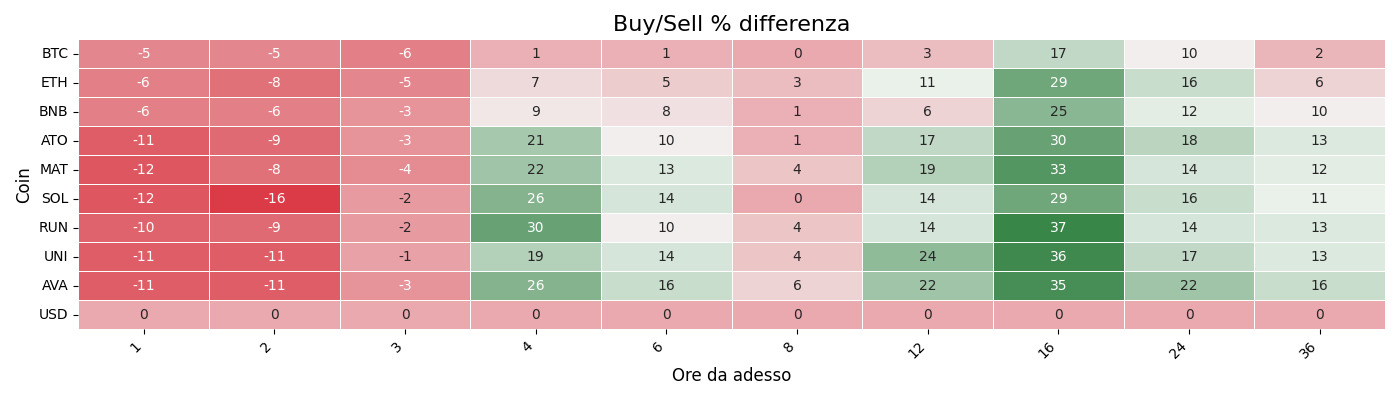 Buy/Sell % differenza
Coin
BTC -5 -5 -6 1 1 0 3 17 10 2
ETH -6 -8 -5 7 5 3 11 29 16 6
BNB -6 -6 -3 9 8 1 6 25 12 10
ATO -11 -9 -3 21 10 1 17 30 18 13
MAT -12 -8 -4 22 13 4 19 33 14 12
SOL -12 -16 -2 26 14 0 14 29 16 11
RUN -10 -9 -2 30 10 4 14 37 14 13
UNI -11 -11 -1 19 14 4 24 36 17 13
AVA -11 -11 -3 26 16 6 22 35 22 16
USD 0 0 0 0 0 0 0 0 0 0
1 2 3 4 6 8 12 16 24 36
Ore da adesso